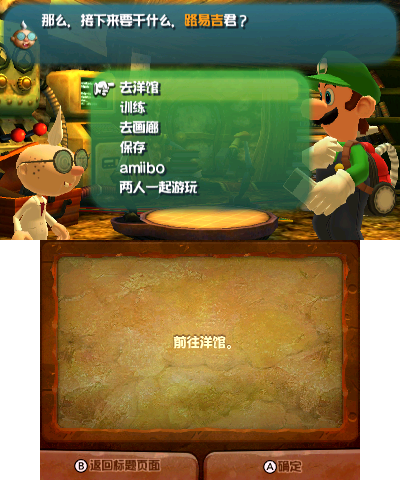 那么，接下来要干什么，路易吉君？
去洋馆
训练
去画廊
保存
amiibo
两人一起游玩
前往洋馆。
B 返回标题页面
A 确定